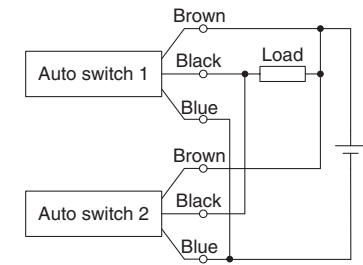 Brown
Load
Black
Auto switch 1
Blue
Brown
Black
Auto switch 2
Blue